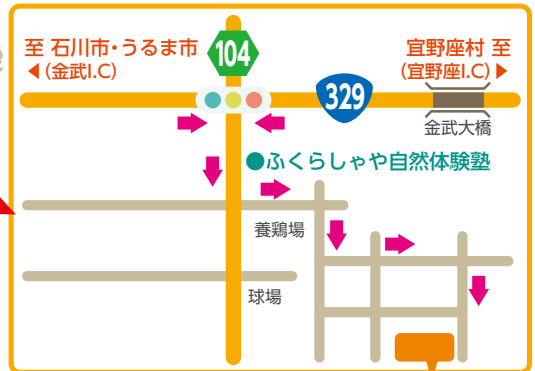 至 石川市・うるま市
◀(金武I.C)
104
宜野座村 至
(宜野座I.C)▶
329
金武大橋
●ふくらしゃや自然体験塾
養鶏場
球場